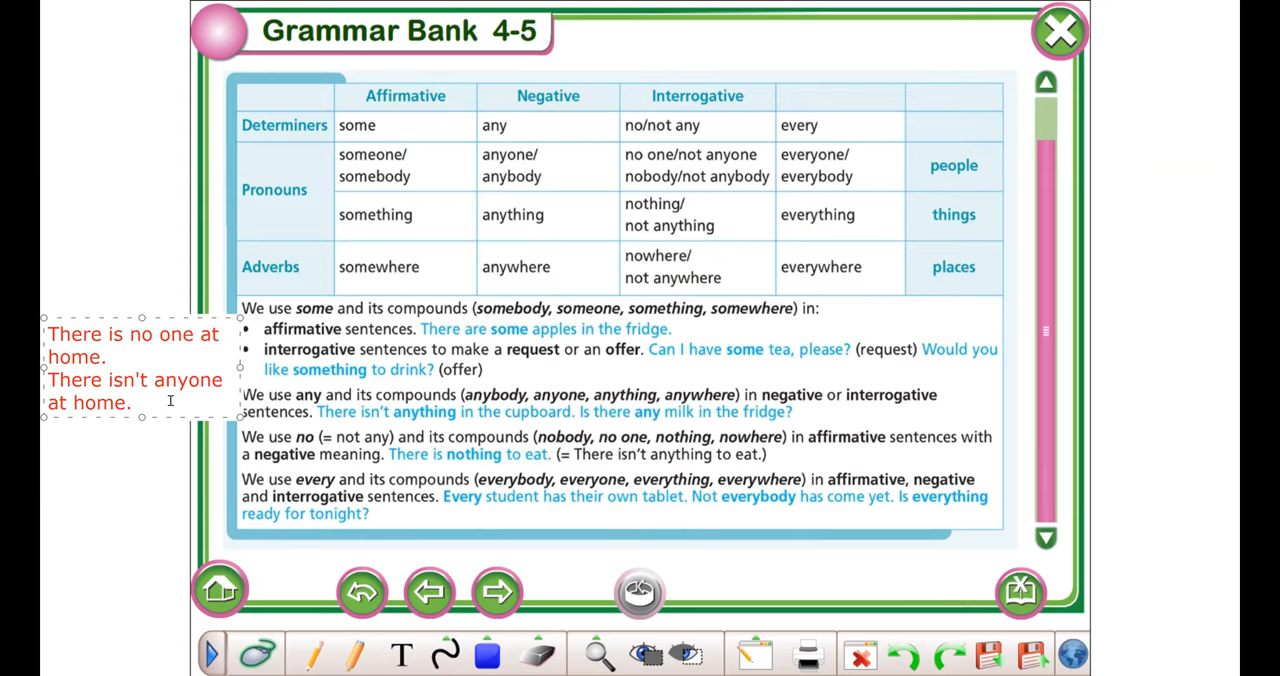 Grammar Bank 4-5
Affirmative Negative Interrogative
Determiners some any no/not any every
Pronouns
someone/ anyone/ no one/not anyone everyone/ people
somebody anybody nobody/not anybody everybody
something anything nothing/ everything things
not anything
Adverbs somewhere anywhere nowhere/ everywhere places
not anywhere
We use some and its compounds (somebody, someone, something, somewhere) in:
• affirmative sentences. There are some apples in the fridge.
• interrogative sentences to make a request or an offer. Can I have some tea, please? (request) Would you
like something to drink? (offer)
We use any and its compounds (anybody, anyone, anything, anywhere) in negative or interrogative
sentences. There isn't anything in the cupboard. Is there any milk in the fridge?
We use no (= not any) and its compounds (nobody, no one, nothing, nowhere) in affirmative sentences with
a negative meaning. There is nothing to eat. (= There isn't anything to eat.)
We use every and its compounds (everybody, everyone, everything, everywhere) in affirmative, negative
and interrogative sentences. Every student has their own tablet. Not everybody has come yet. Is everything
ready for tonight?
There is no one at
home.
There isn't anyone
at home.
T